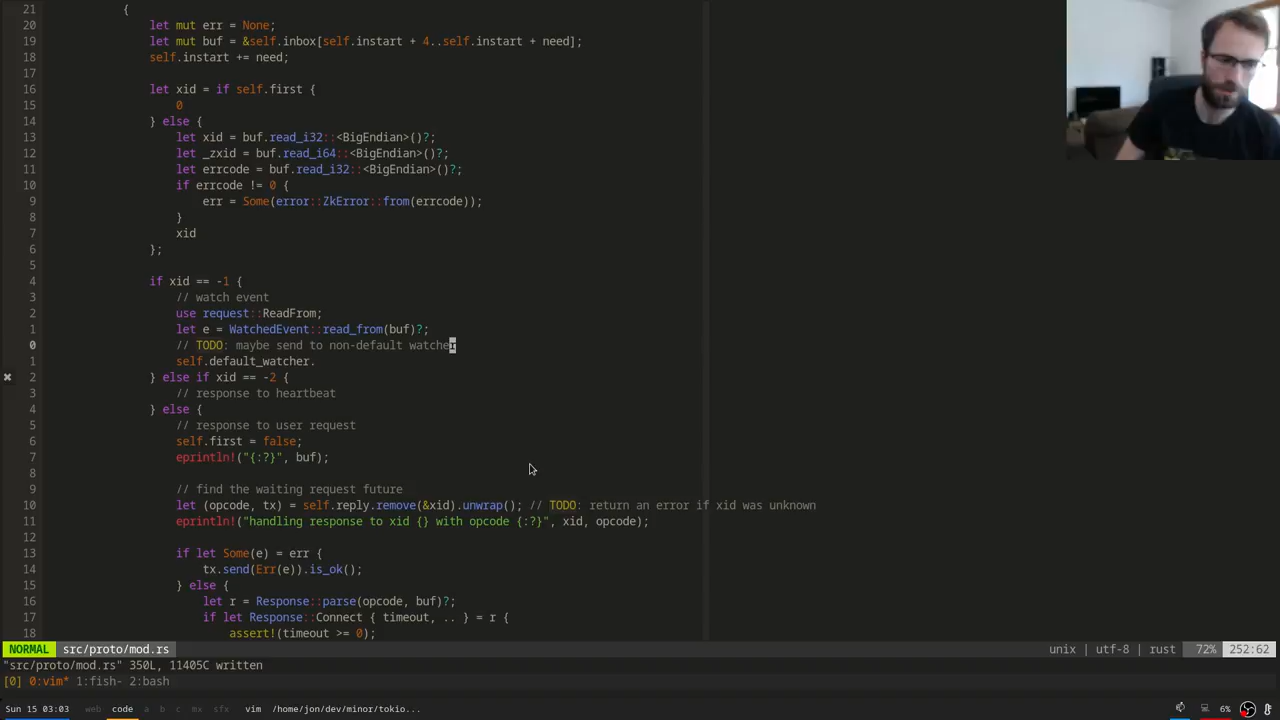 21 {
20 let mut err = None;
19 let mut buf = &self.inbox[self.instart + 4..self.instart + need];
18 self.instart += need;
17
16 let xid = if self.first {
15 0
14 } else {
13 let xid = buf.read_i32::<BigEndian>()?;
12 let _zxid = buf.read_i64::<BigEndian>()?;
11 let errcode = buf.read_i32::<BigEndian>()?;
10 if errcode != 0 {
9 err = Some(error::ZkError::from(errcode));
8 }
7 xid
6 };
5
4 if xid == -1 {
3 // watch event
2 use request::ReadFrom;
1 let e = WatchedEvent::read_from(buf)?;
0 // TODO: maybe send to non-default watcher
1 self.default_watcher.
✖ 2 } else if xid == -2 {
3 // response to heartbeat
4 } else {
5 // response to user request
6 self.first = false;
7 eprintln!("{:?}", buf);
8
9 // find the waiting request future
10 let (opcode, tx) = self.reply.remove(&xid).unwrap(); // TODO: return an error if xid was unknown
11 eprintln!("handling response to xid {} with opcode {:?}", xid, opcode);
12
13 if let Some(e) = err {
14 tx.send(Err(e)).is_ok();
15 } else {
16 let r = Response::parse(opcode, buf)?;
17 if let Response::Connect { timeout, .. } = r {
18 assert!(timeout >= 0);
NORMAL src/proto/mod.rs unix | utf-8 | rust 72% 252:62
"src/proto/mod.rs" 350L, 11405C written
[0] 0:vim* 1:fish- 2:bash
Sun 15 03:03 web code a b c mx sfx vim /home/jon/dev/minor/tokio... 6%